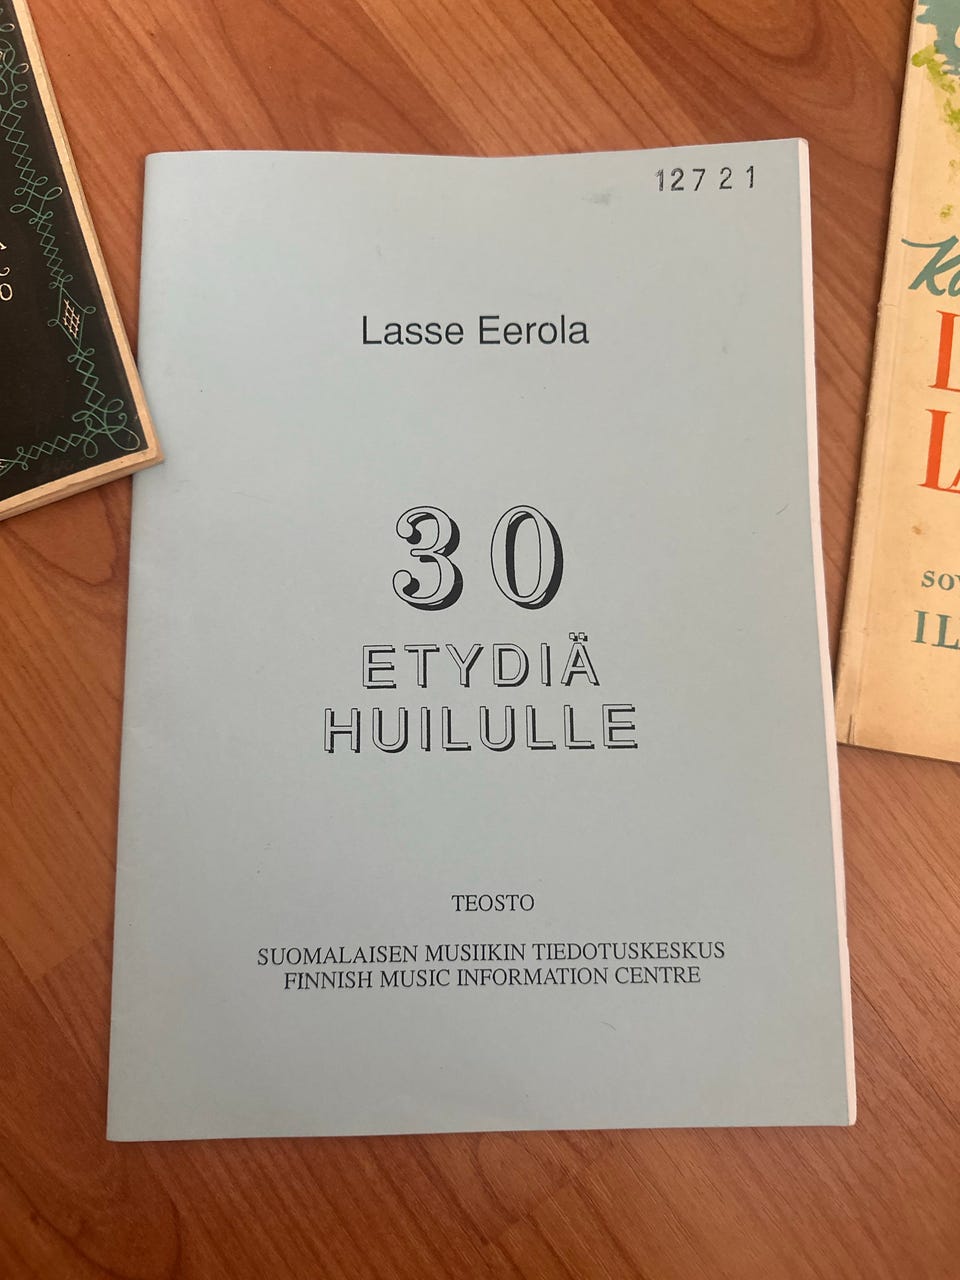 12721
Lasse Eerola
30
ETYDIÄ
HUILULLE
TEOSTO
SUOMALAISEN MUSIIKIN TIEDOTUSKESKUS
FINNISH MUSIC INFORMATION CENTRE